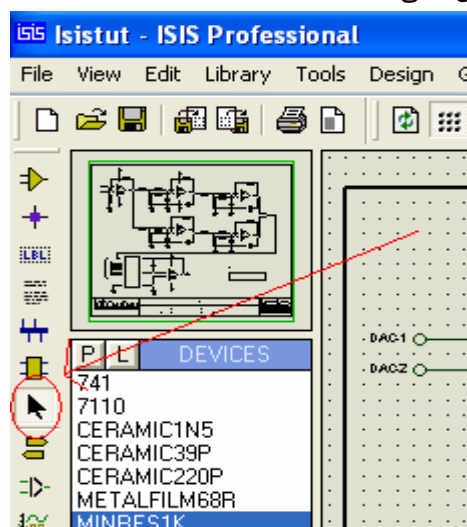 isis Isistut - ISIS Professional
File View Edit Library Tools Design
LBL
P L DEVICES
741
7110
CERAMIC1N5
CERAMIC39P
CERAMIC220P
METALFILM68R
MINRES1K
DAC1
DAC2